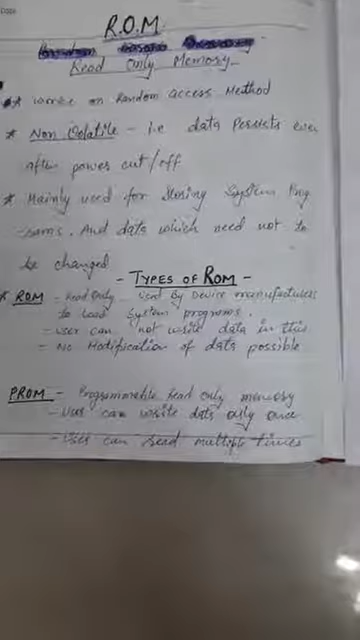 R.O.M.
Read Only Memory
* works on Random access Method
* Non Volatile - i.e data Persists even
after power cut/off
* Mainly used for storing System Prog
rams. And data which need not to
be changed
- TYPES OF ROM -
* ROM - Read Only - Used By Device manufacturers
to Load System programs.
- User can not write data in this
- No Modification of data possible
PROM - Programmable Read Only memory
- User can write data only once
- User can read multiple times